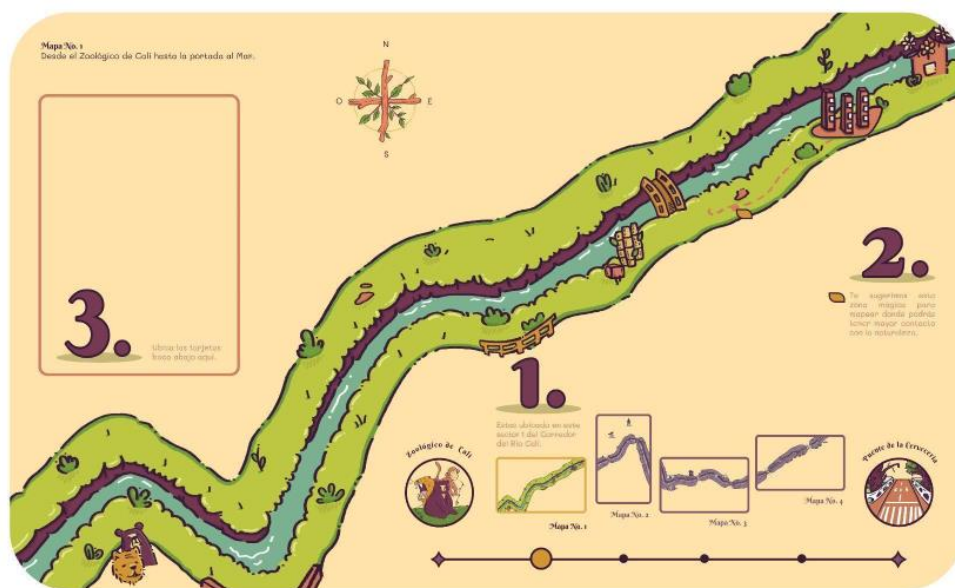 Mapa No. 1
Desde el Zoológico de Cali hasta la portada al Mar.
N
O
E
S
2.
Te sugerimos esta
zona mágica para
mapear donde podrás
tener mayor contacto
con la naturaleza.
3.
Ubica las tarjetas
boca abajo aquí.
1.
Estas ubicado en este
sector 1 del Corredor
del Río Cali.
Zoológico de Cali
Puente de la Cervecería
Mapa No. 1
Mapa No. 2
Mapa No. 3
Mapa No. 4